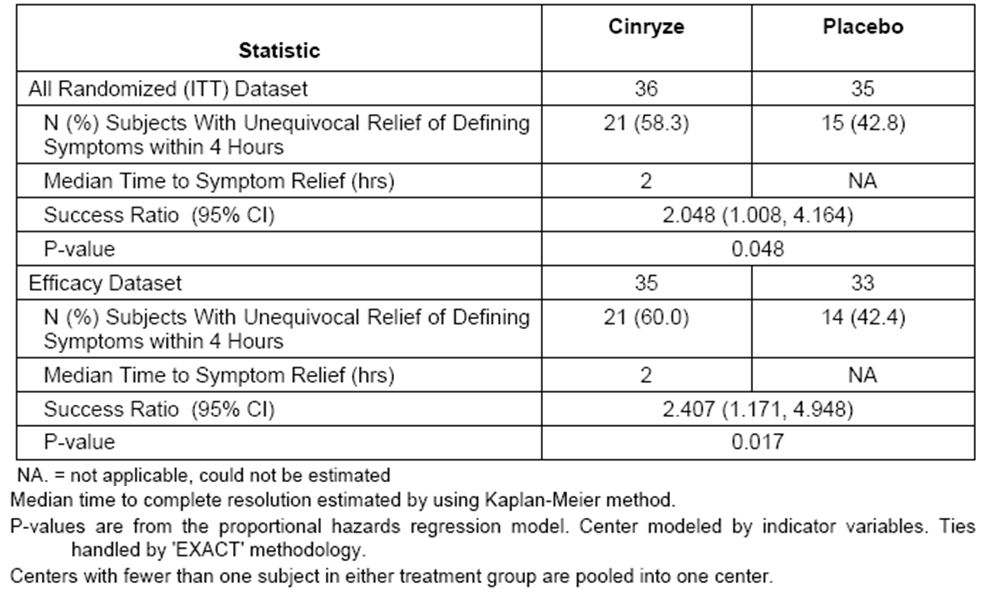 Statistic Cinryze Placebo
All Randomized (ITT) Dataset 36 35
N (%) Subjects With Unequivocal Relief of Defining 21 (58.3) 15 (42.8)
Symptoms within 4 Hours
Median Time to Symptom Relief (hrs) 2 NA
Success Ratio (95% CI) 2.048 (1.008, 4.164)
P-value 0.048
Efficacy Dataset 35 33
N (%) Subjects With Unequivocal Relief of Defining 21 (60.0) 14 (42.4)
Symptoms within 4 Hours
Median Time to Symptom Relief (hrs) 2 NA
Success Ratio (95% CI) 2.407 (1.171, 4.948)
P-value 0.017
NA. = not applicable, could not be estimated
Median time to complete resolution estimated by using Kaplan-Meier method.
P-values are from the proportional hazards regression model. Center modeled by indicator variables. Ties
handled by 'EXACT' methodology.
Centers with fewer than one subject in either treatment group are pooled into one center.